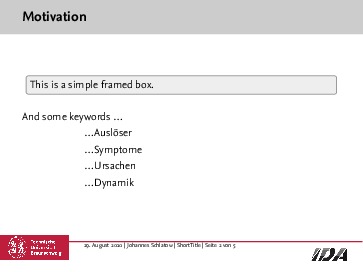 Motivation
This is a simple framed box.
And some keywords ...
...Auslöser
...Symptome
...Ursachen
...Dynamik
Technische
Universität
Braunschweig
29. August 2020 | Johannes Schlatow | ShortTitle | Seite 2 von 5
IDA